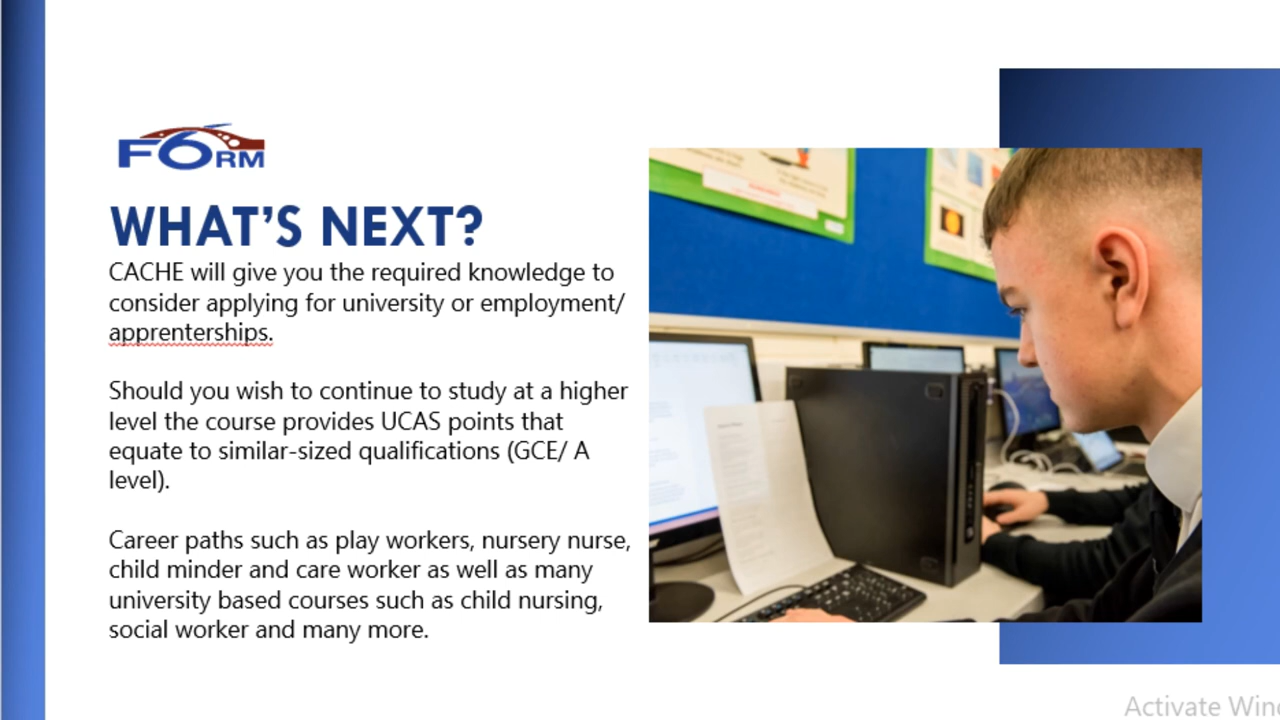 F6RM
WHAT'S NEXT?
CACHE will give you the required knowledge to
consider applying for university or employment/
apprenterships.
Should you wish to continue to study at a higher
level the course provides UCAS points that
equate to similar-sized qualifications (GCE/ A
level).
Career paths such as play workers, nursery nurse,
child minder and care worker as well as many
university based courses such as child nursing,
social worker and many more.
Activate Wind